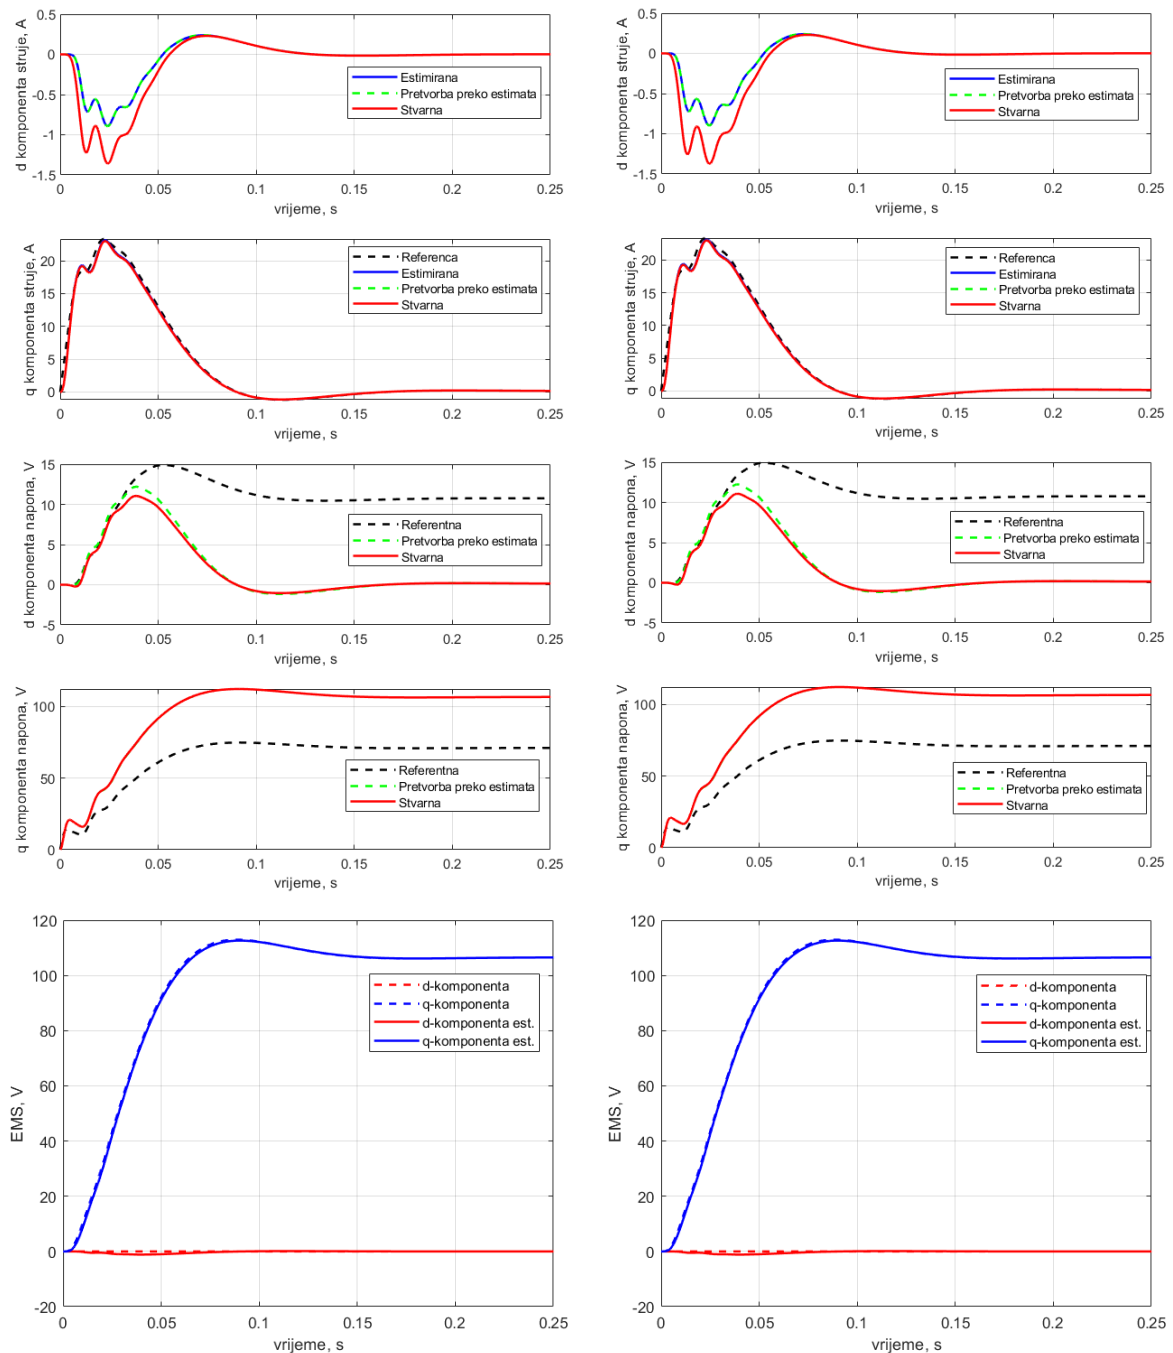 d komponenta struje, A
0.5
0
-0.5
-1
-1.5
Estimirana
Pretvorba preko estimata
Stvarna
0 0.05 0.1 0.15 0.2 0.25
vrijeme, s
d komponenta struje, A
0.5
0
-0.5
-1
-1.5
Estimirana
Pretvorba preko estimata
Stvarna
0 0.05 0.1 0.15 0.2 0.25
vrijeme, s
q komponenta struje, A
20
15
10
5
0
Referenca
Estimirana
Pretvorba preko estimata
Stvarna
0 0.05 0.1 0.15 0.2 0.25
vrijeme, s
q komponenta struje, A
20
15
10
5
0
Referenca
Estimirana
Pretvorba preko estimata
Stvarna
0 0.05 0.1 0.15 0.2 0.25
vrijeme, s
d komponenta napona, V
15
10
5
0
-5
Referentna
Pretvorba preko estimata
Stvarna
0 0.05 0.1 0.15 0.2 0.25
vrijeme, s
d komponenta napona, V
15
10
5
0
-5
Referentna
Pretvorba preko estimata
Stvarna
0 0.05 0.1 0.15 0.2 0.25
vrijeme, s
q komponenta napona, V
100
50
0
Referentna
Pretvorba preko estimata
Stvarna
0 0.05 0.1 0.15 0.2 0.25
vrijeme, s
q komponenta napona, V
100
50
0
Referentna
Pretvorba preko estimata
Stvarna
0 0.05 0.1 0.15 0.2 0.25
vrijeme, s
EMS, V
120
100
80
60
40
20
0
-20
d-komponenta
q-komponenta
d-komponenta est.
q-komponenta est.
0 0.05 0.1 0.15 0.2 0.25
vrijeme, s
EMS, V
120
100
80
60
40
20
0
-20
d-komponenta
q-komponenta
d-komponenta est.
q-komponenta est.
0 0.05 0.1 0.15 0.2 0.25
vrijeme, s